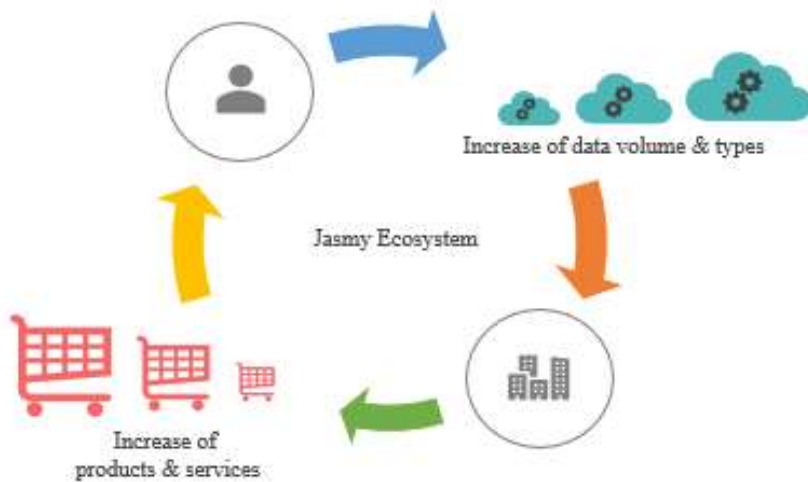 Increase of data volume & types
Jasmy Ecosystem
Increase of
products & services